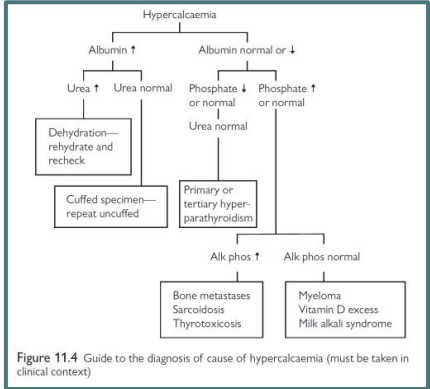 Hypercalcaemia
Albumin ↑ Albumin normal or ↓
Urea ↑ Urea normal Phosphate ↓ Phosphate ↑
or normal or normal
Urea normal
Dehydration—
rehydrate and
recheck
Cuffed specimen—
repeat uncuffed
Primary or
tertiary hyper-
parathyroidism
Alk phos ↑ Alk phos normal
Bone metastases
Sarcoidosis
Thyrotoxicosis
Myeloma
Vitamin D excess
Milk alkali syndrome
Figure 11.4 Guide to the diagnosis of cause of hypercalcaemia (must be taken in
clinical context)